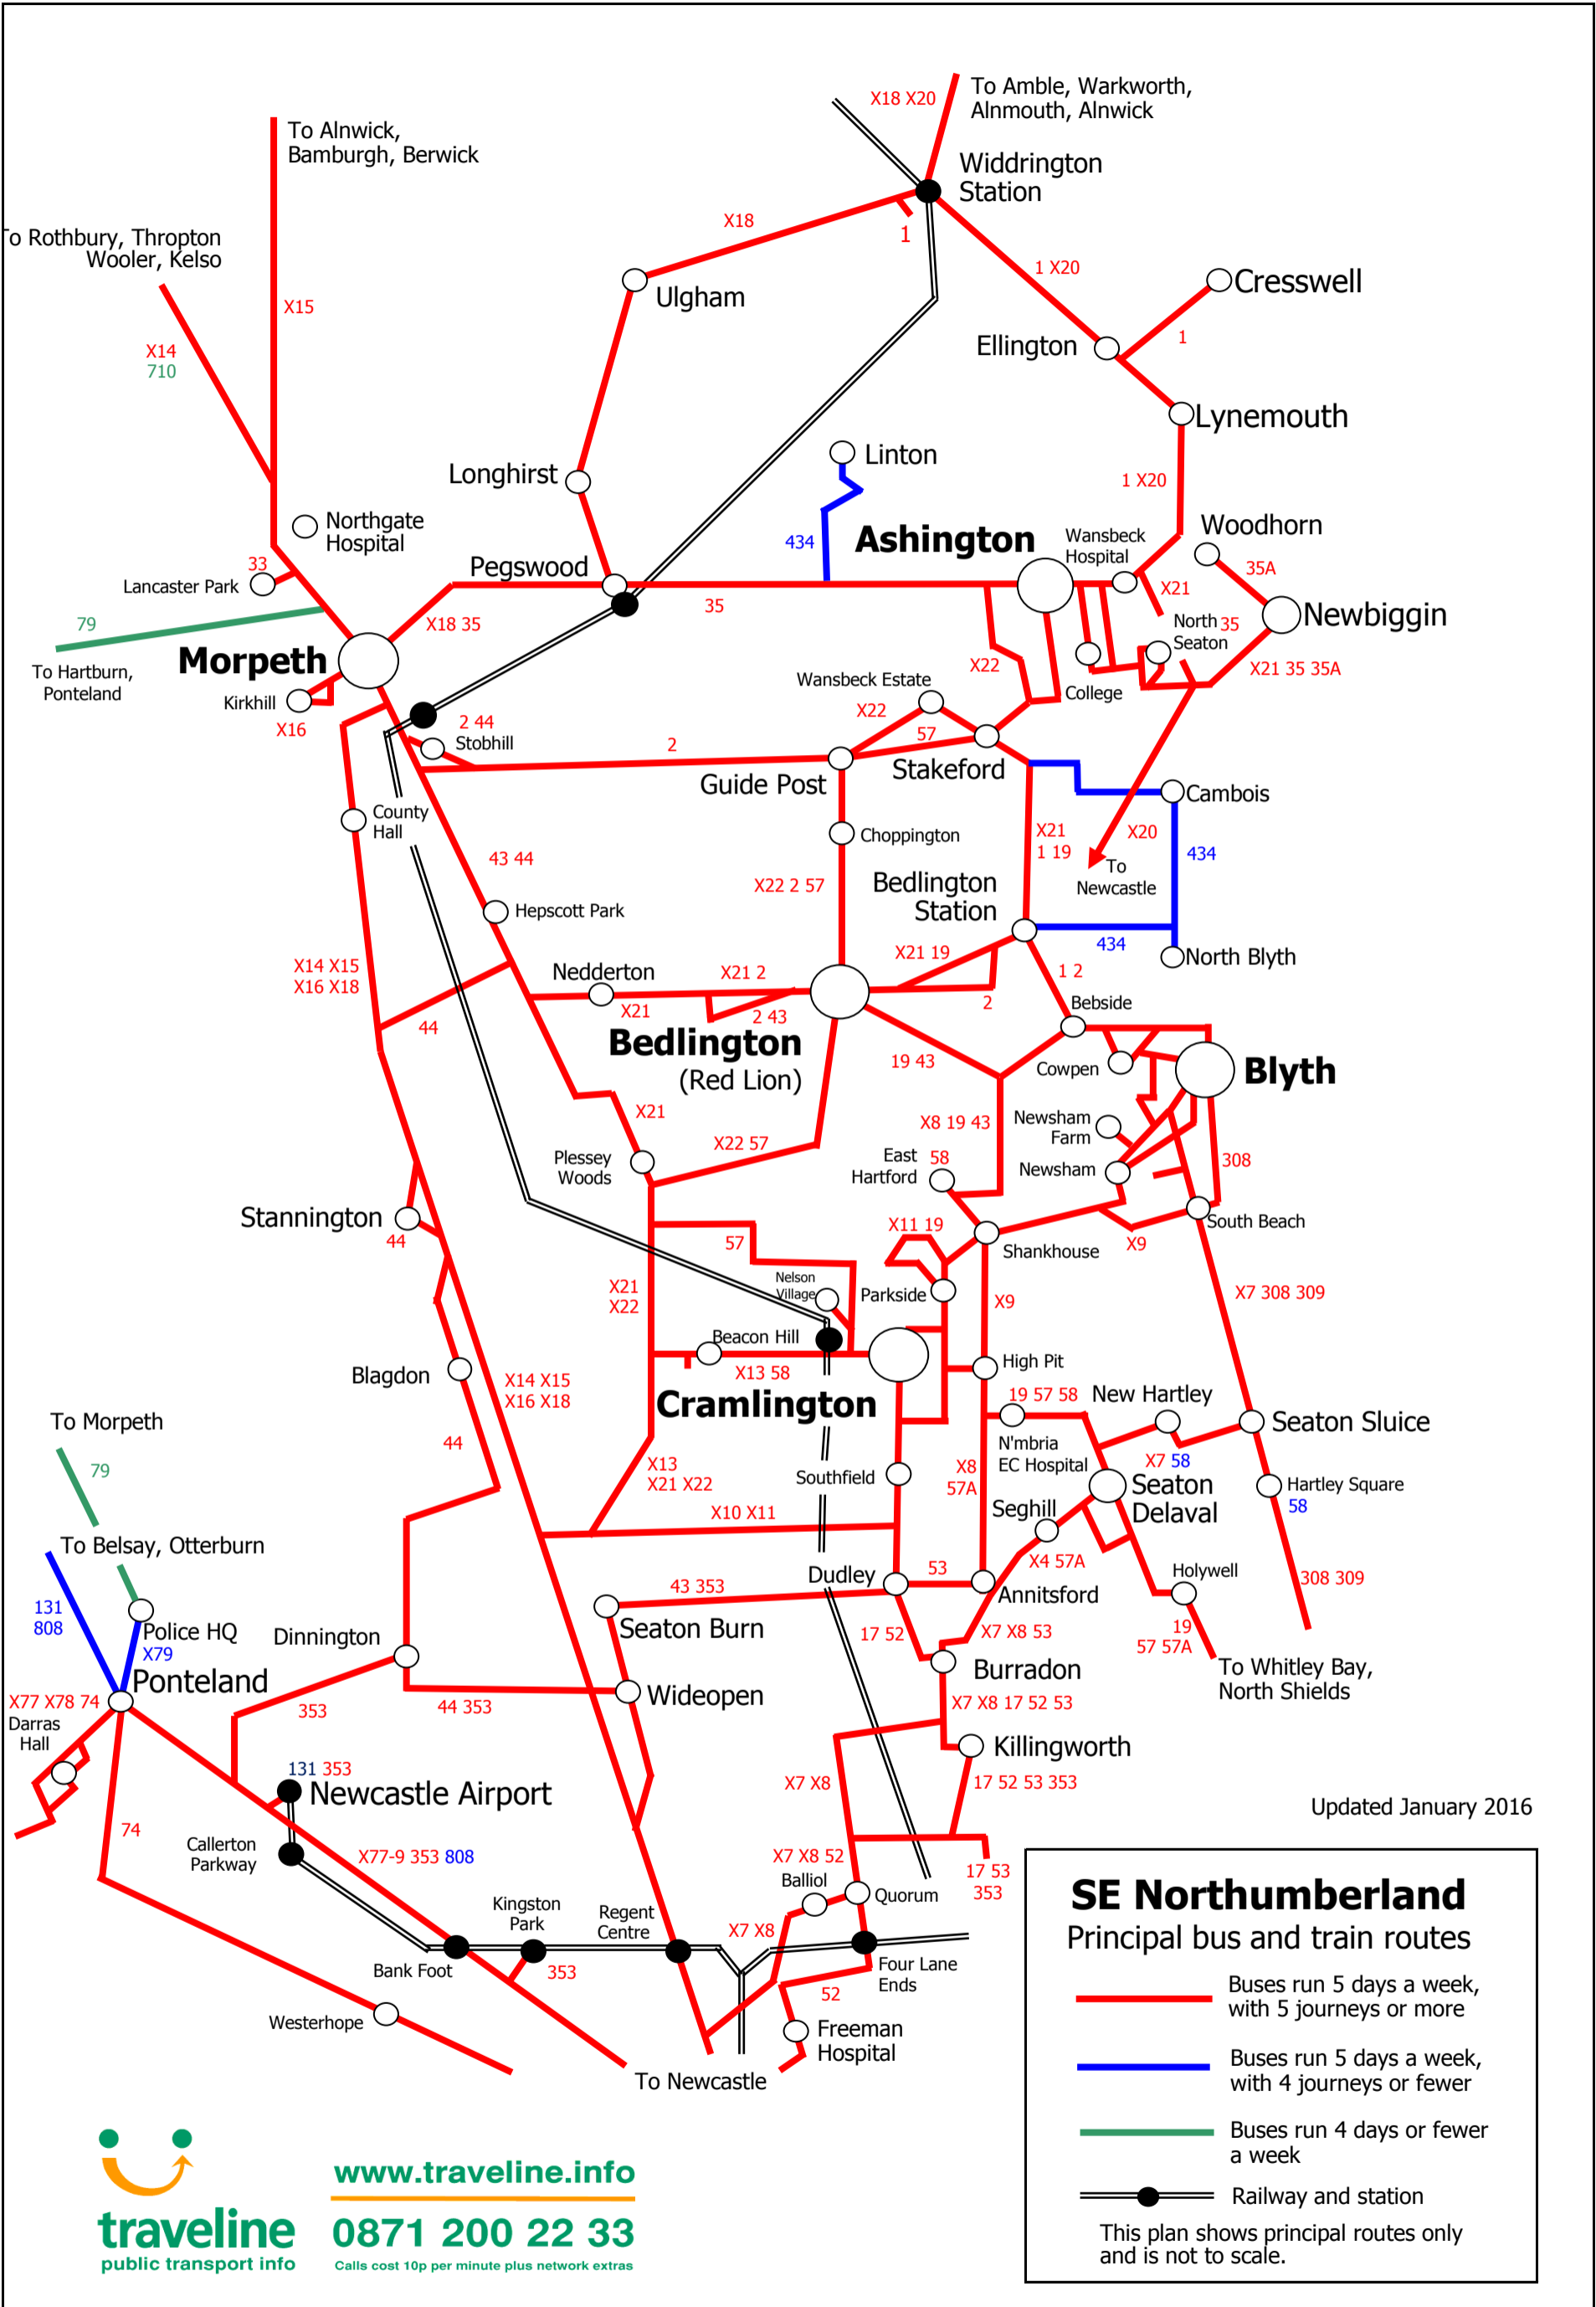 X18 X20
To Amble, Warkworth,
Alnmouth, Alnwick
To Alnwick,
Bamburgh, Berwick
Widdrington
Station
X18
1
To Rothbury, Thropton
Wooler, Kelso
1 X20
Cresswell
Ulgham
X15
1
Ellington
X14
710
Lynemouth
Linton
Longhirst
1 X20
Northgate
Hospital
434
Ashington
Wansbeck
Hospital
Woodhorn
33
Lancaster Park
Pegswood
35A
X21
35
79
X18 35
North 35
Seaton
Newbiggin
To Hartburn,
Ponteland
Morpeth
X22
X21 35 35A
Kirkhill
Wansbeck Estate
College
X16
X22
2 44
Stobhill
2
57
Guide Post
Stakeford
Cambois
County
Hall
Choppington
X21
1 19
X20
434
43 44
To
Newcastle
X22 2 57
Bedlington
Station
Hepscott Park
434
X21 19
North Blyth
X14 X15
X16 X18
Nedderton
X21 2
1 2
X21
2 43
2
Bebside
44
Bedlington
(Red Lion)
19 43
Cowpen
Blyth
X21
X8 19 43
Newsham
Farm
X22 57
Plessey
Woods
East
Hartford
58
Newsham
308
Stannington
44
X11 19
South Beach
57
Shankhouse
X9
X21
X22
Nelson
Village
Parkside
X9
X7 308 309
Beacon Hill
High Pit
Blagdon
X14 X15
X16 X18
X13 58
Cramlington
19 57 58
New Hartley
To Morpeth
Seaton Sluice
44
N'mbria
EC Hospital
X7 58
79
X13
X21 X22
Southfield
X8
57A
Seaton
Delaval
Hartley Square
58
Seghill
X10 X11
To Belsay, Otterburn
X4 57A
Dudley
53
Annitsford
Holywell
308 309
43 353
131
808
Police HQ
X79
Dinnington
Seaton Burn
17 52
X7 X8 53
19
57 57A
Ponteland
Burradon
To Whitley Bay,
North Shields
X77 X78 74
353
44 353
Wideopen
X7 X8 17 52 53
Darras
Hall
Killingworth
131 353
Newcastle Airport
X7 X8
17 52 53 353
Updated January 2016
74
Callerton
Parkway
X77-9 353 808
X7 X8 52
17 53
353
Balliol
Quorum
Kingston
Park
Regent
Centre
X7 X8
Bank Foot
353
Four Lane
Ends
52
Westerhope
Freeman
Hospital
To Newcastle
SE Northumberland
Principal bus and train routes
Buses run 5 days a week,
with 5 journeys or more
Buses run 5 days a week,
with 4 journeys or fewer
Buses run 4 days or fewer
a week
Railway and station
This plan shows principal routes only
and is not to scale.
traveline
public transport info
www.traveline.info
0871 200 22 33
Calls cost 10p per minute plus network extras